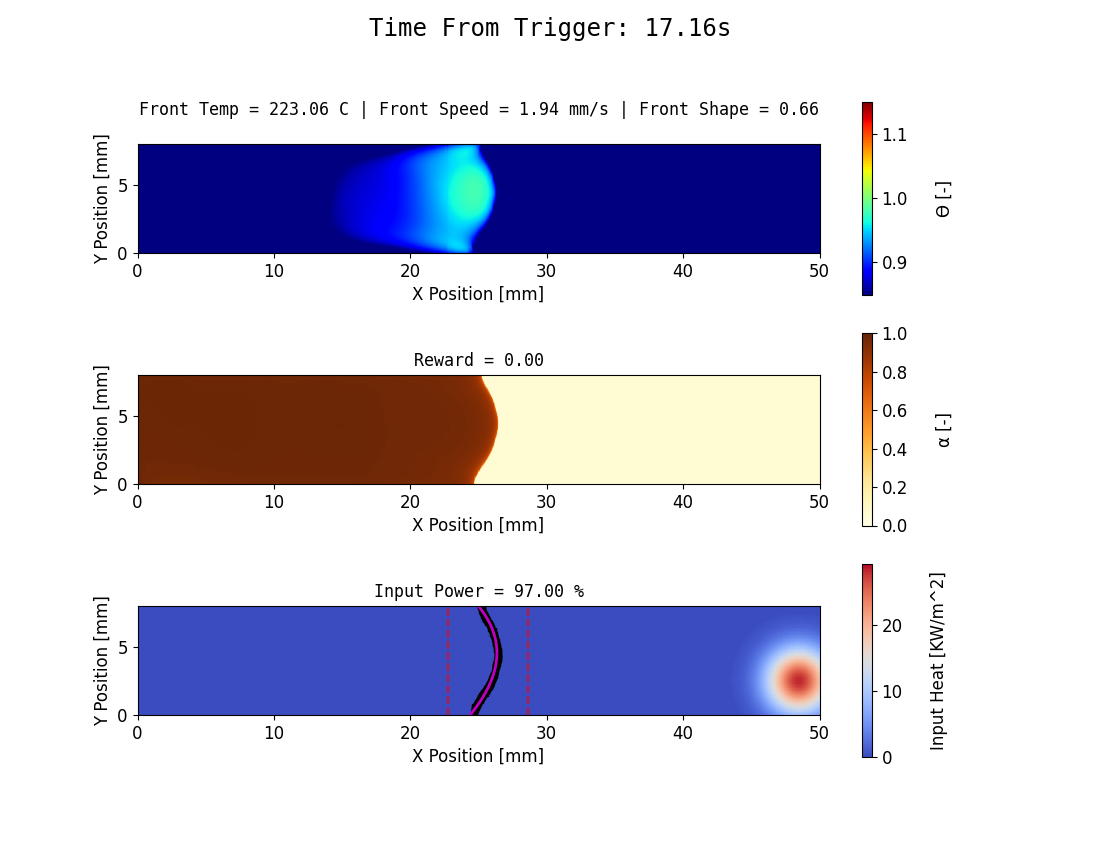 Time From Trigger: 17.16s
Front Temp = 223.06 C | Front Speed = 1.94 mm/s | Front Shape = 0.66
Y Position [mm]
5
0
0 10 20 30 40 50
X Position [mm]
1.1
1.0
0.9
Θ [-]
Reward = 0.00
Y Position [mm]
5
0
0 10 20 30 40 50
X Position [mm]
1.0
0.8
0.6
0.4
0.2
0.0
α [-]
Input Power = 97.00 %
Y Position [mm]
5
0
0 10 20 30 40 50
X Position [mm]
20
10
0
Input Heat [KW/m^2]